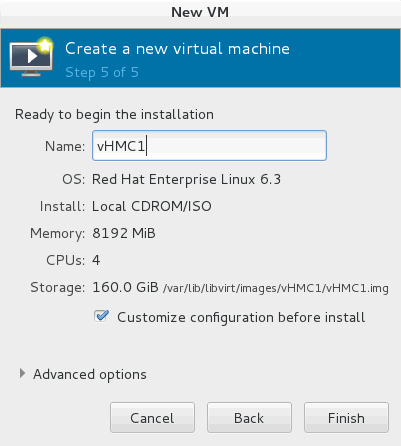 New VM
Create a new virtual machine
Step 5 of 5
Ready to begin the installation
Name: vHMC1
OS: Red Hat Enterprise Linux 6.3
Install: Local CDROM/ISO
Memory: 8192 MiB
CPUs: 4
Storage: 160.0 GiB /var/lib/libvirt/images/vHMC1/vHMC1.img
Customize configuration before install
Advanced options
Cancel Back Finish